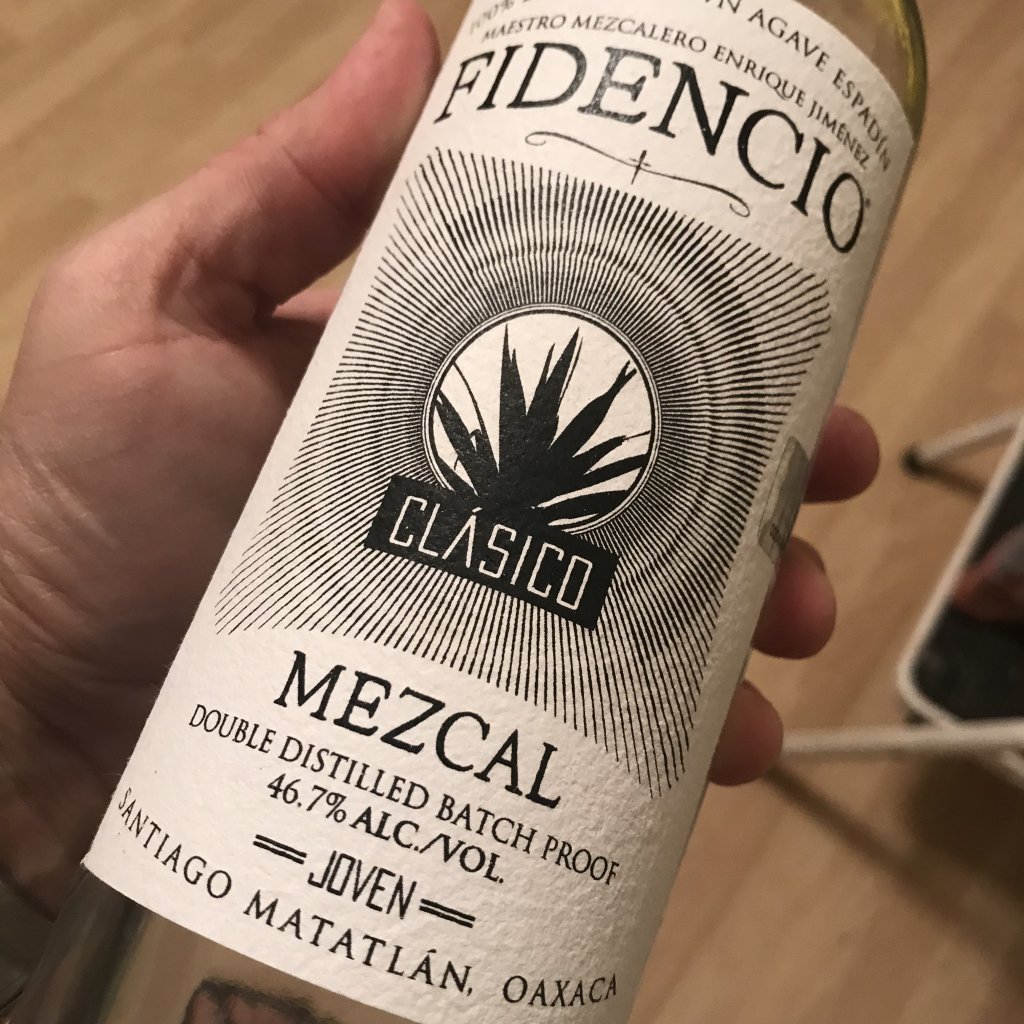 100% AGAVE ESPADÍN
MAESTRO MEZCALERO ENRIQUE JIMÉNEZ
FIDENCIO
CLÁSICO
MEZCAL
DOUBLE DISTILLED BATCH PROOF
46.7% ALC./VOL.
JOVEN
SANTIAGO MATATLÁN, OAXACA